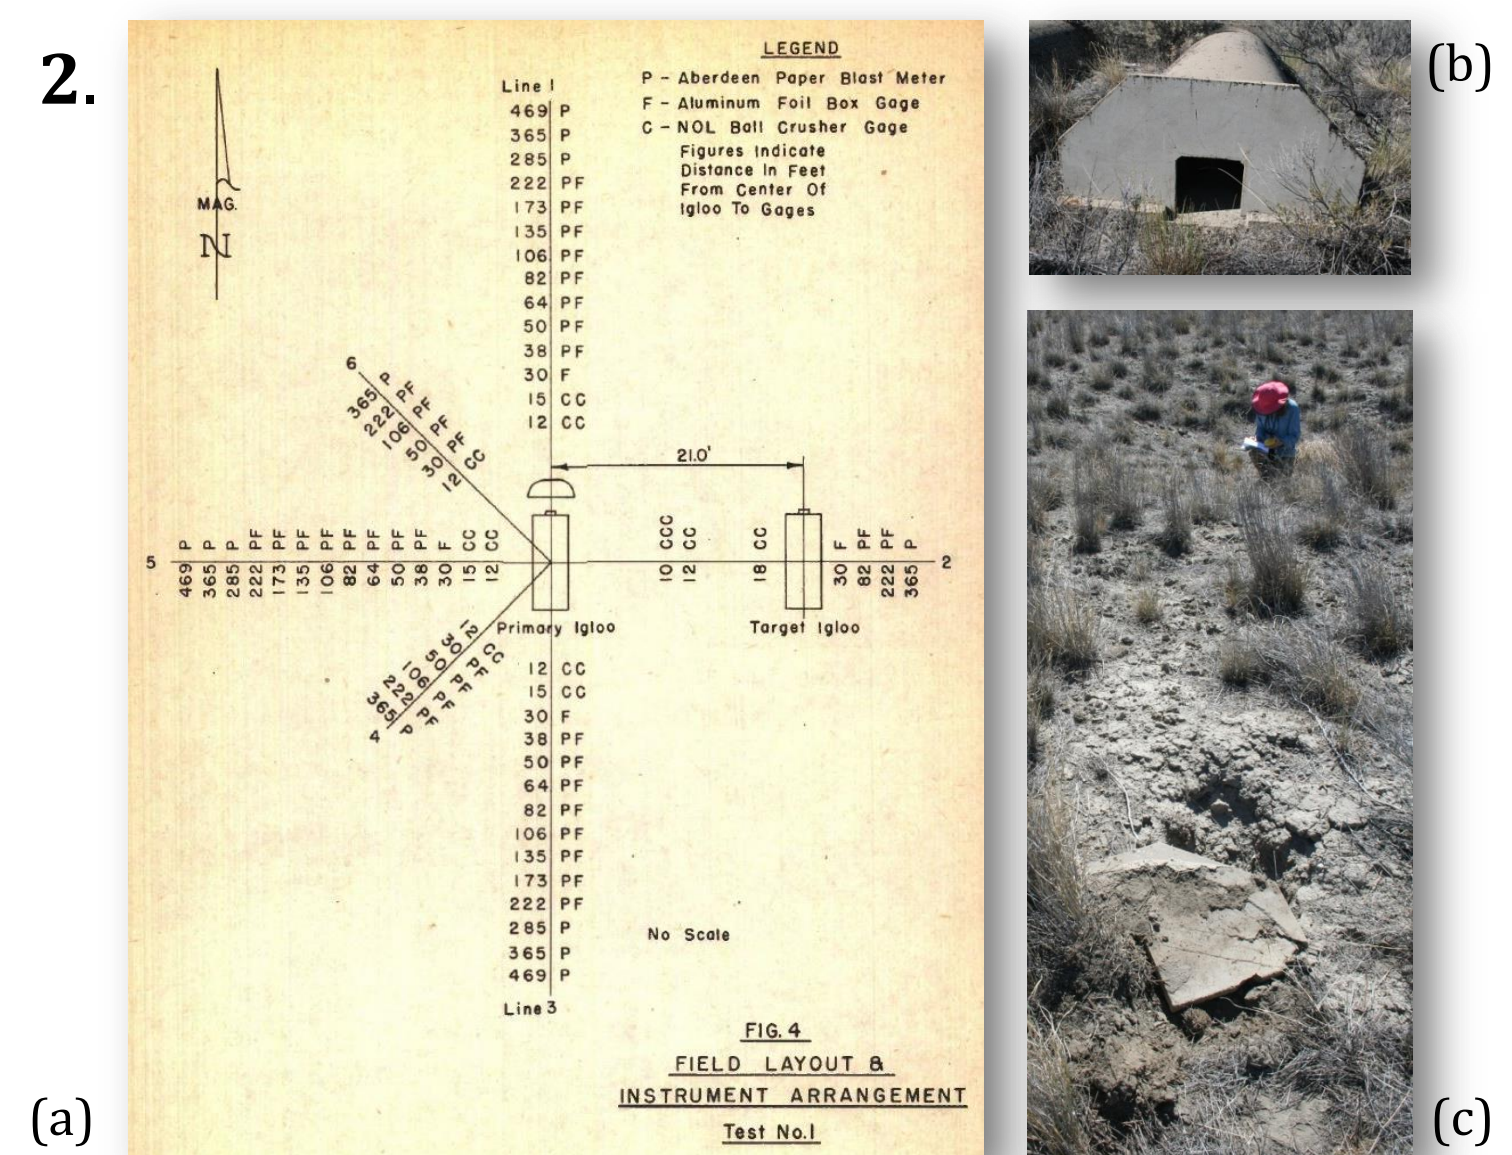 2.
(a)
(b)
(c)
LEGEND
P - Aberdeen Paper Blast Meter
F - Aluminum Foil Box Gage
C - NOL Ball Crusher Gage
Figures Indicate
Distance In Feet
From Center Of
Igloo To Gages
MAG.
N
Line 1
469 P
365 P
285 P
222 PF
173 PF
135 PF
106 PF
82 PF
64 PF
50 PF
38 PF
30 F
15 CC
12 CC
6
365 P
222 PF
106 PF
50 PF
30 PF
12 CC
21.0'
5
469 P
365 P
285 P
222 PF
173 PF
135 PF
106 PF
82 PF
64 PF
50 PF
38 PF
30 F
15 CC
12 CC
10 CCC
12 CC
18 CC
30 F
82 PF
222 PF
365 P
2
Primary Igloo
Target Igloo
12 CC
30 PF
50 PF
106 PF
222 PF
365 P
4
12 CC
15 CC
30 F
38 PF
50 PF
64 PF
82 PF
106 PF
135 PF
173 PF
222 PF
285 P
365 P
469 P
Line 3
No Scale
FIG. 4
FIELD LAYOUT &
INSTRUMENT ARRANGEMENT
Test No.1